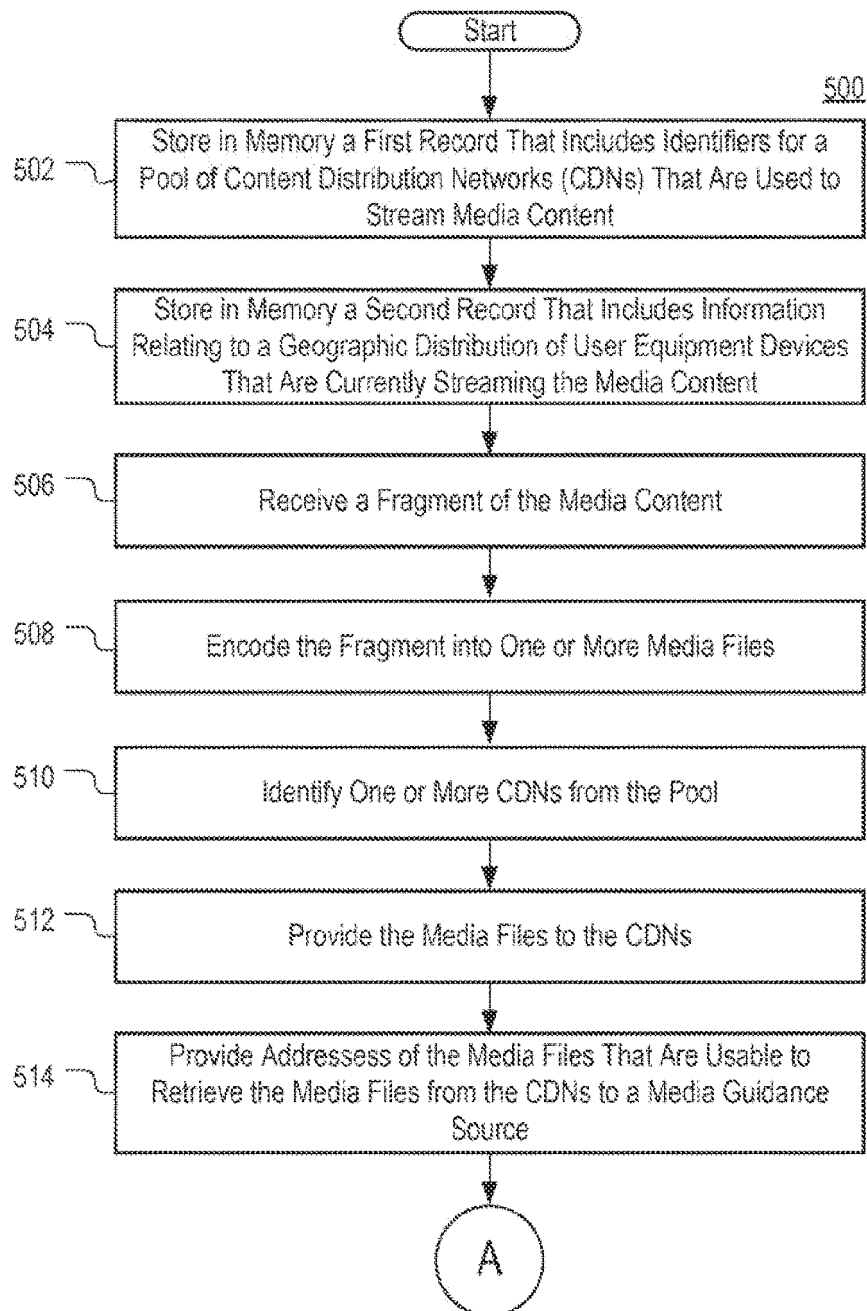 Start
500
502
Store in Memory a First Record That Includes Identifiers for a
Pool of Content Distribution Networks (CDNs) That Are Used to
Stream Media Content
504
Store in Memory a Second Record That Includes Information
Relating to a Geographic Distribution of User Equipment Devices
That Are Currently Streaming the Media Content
506
Receive a Fragment of the Media Content
508
Encode the Fragment into One or More Media Files
510
Identify One or More CDNs from the Pool
512
Provide the Media Files to the CDNs
514
Provide Addressess of the Media Files That Are Usable to
Retrieve the Media Files from the CDNs to a Media Guidance
Source
A